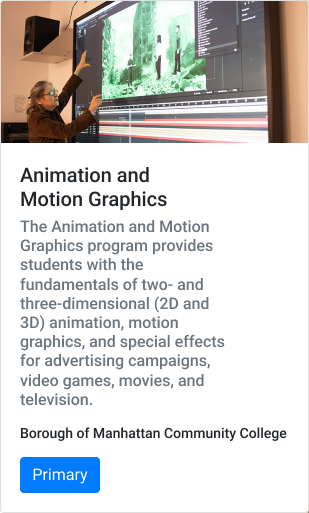 Animation and
Motion Graphics
The Animation and Motion
Graphics program provides
students with the
fundamentals of two- and
three-dimensional (2D and
3D) animation, motion
graphics, and special effects
for advertising campaigns,
video games, movies, and
television.
Borough of Manhattan Community College
Primary